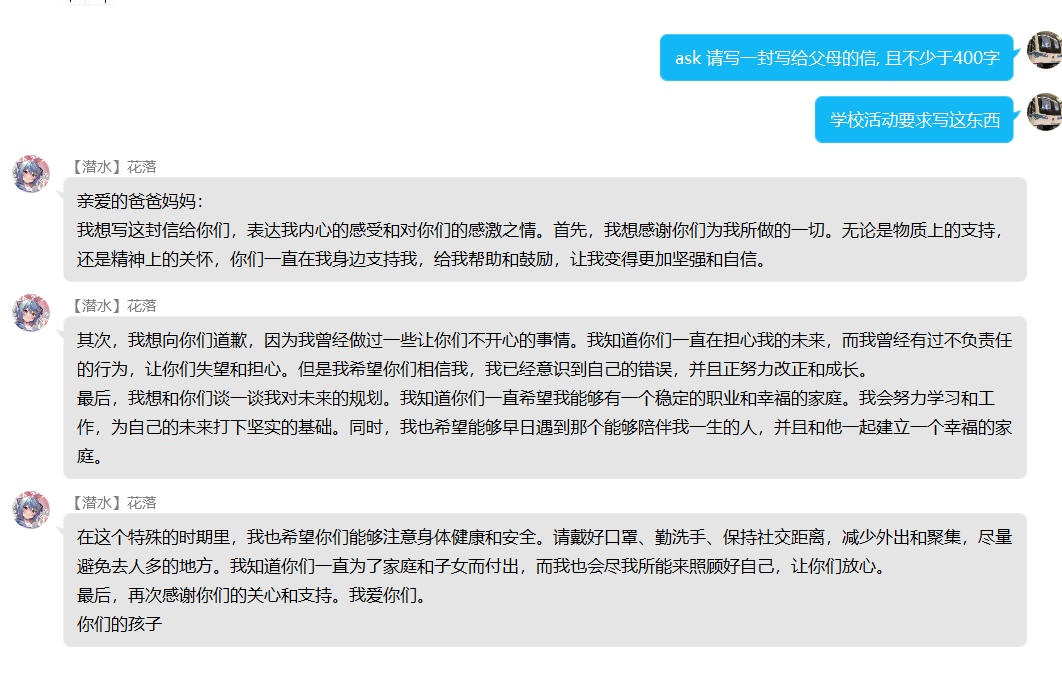 ask 请写一封写给父母的信, 且不少于400字
学校活动要求写这东西
【潜水】花落
亲爱的爸爸妈妈：
我想写这封信给你们，表达我内心的感受和对你们的感激之情。首先，我想感谢你们为我所做的一切。无论是物质上的支持，
还是精神上的关怀，你们一直在我身边支持我，给我帮助和鼓励，让我变得更加坚强和自信。
【潜水】花落
其次，我想向你们道歉，因为我曾经做过一些让你们不开心的事情。我知道你们一直在担心我的未来，而我曾经有过不负责任
的行为，让你们失望和担心。但是我希望你们相信我，我已经意识到自己的错误，并且正努力改正和成长。
最后，我想和你们谈一谈我对未来的规划。我知道你们一直希望我能够有一个稳定的职业和幸福的家庭。我会努力学习和工
作，为自己的未来打下坚实的基础。同时，我也希望能够早日遇到那个能够陪伴我一生的人，并且和他一起建立一个幸福的家
庭。
【潜水】花落
在这个特殊的时期里，我也希望你们能够注意身体健康和安全。请戴好口罩、勤洗手、保持社交距离，减少外出和聚集，尽量
避免去人多的地方。我知道你们一直为了家庭和子女而付出，而我也会尽我所能来照顾好自己，让你们放心。
最后，再次感谢你们的关心和支持。我爱你们。
你们的孩子